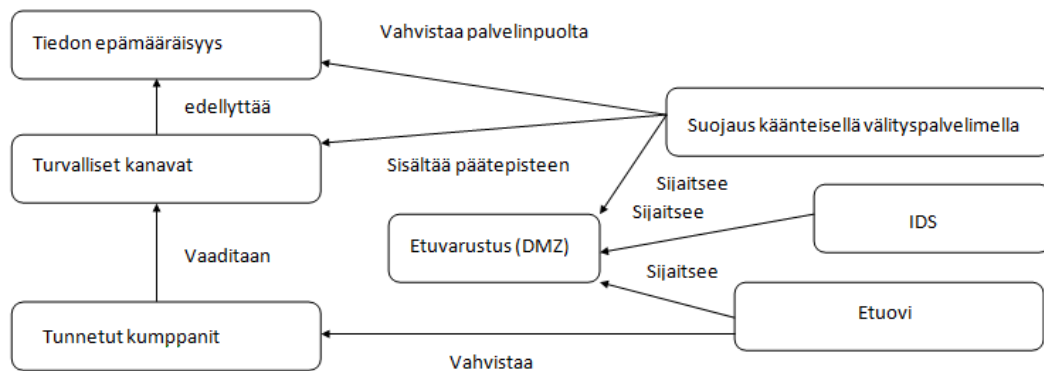 Tiedon epämääräisyys
Vahvistaa palvelinpuolta
edellyttää
Suojaus käänteisellä välityspalvelimella
Turvalliset kanavat
Sisältää päätepisteen
Sijaitsee
Sijaitsee
IDS
Etuvarustus (DMZ)
Vaaditaan
Sijaitsee
Etuovi
Tunnetut kumppanit
Vahvistaa